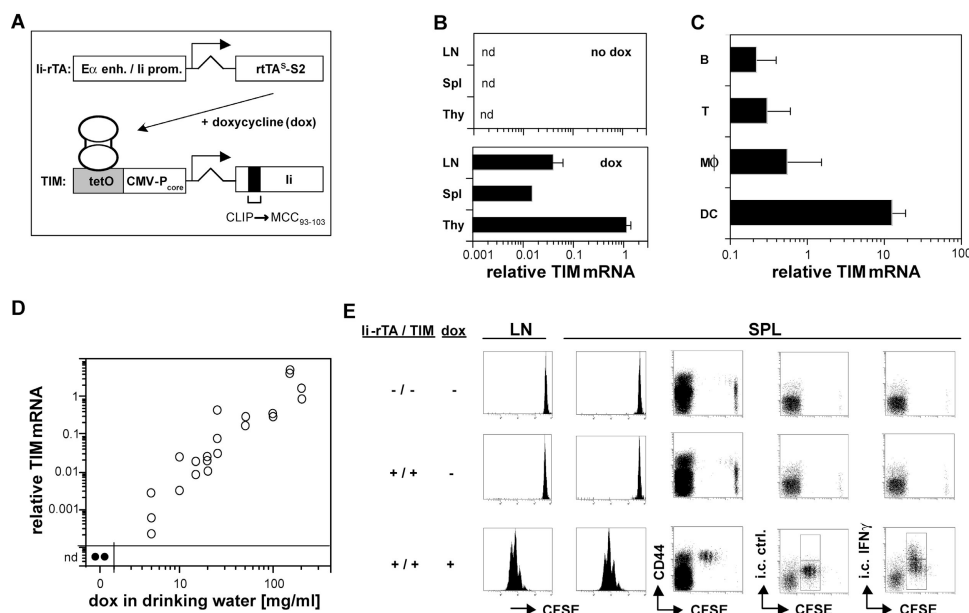 A
Ii-rTA:
Eα enh. / Ii prom.
rtTAS-S2
+ doxycycline (dox)
TIM:
tetO
CMV-Pcore
Ii
CLIP→MCC93-103
B
LN
nd
no dox
Spl
nd
Thy
nd
LN
dox
Spl
Thy
0.001
0.01
0.1
1
relative TIM mRNA
C
B
T
MΦ
DC
0.1
1
10
100
relative TIM mRNA
D
relative TIM mRNA
1
0.1
0.01
0.001
nd
0
10
100
dox in drinking water [mg/ml]
E
Ii -rTA / TIM dox
LN
SPL
- / - -
+ / + -
+ / + +
CFSE
CFSE
CD44
CFSE
i.c. ctrl.
CFSE
i.c. IFNγ
CFSE